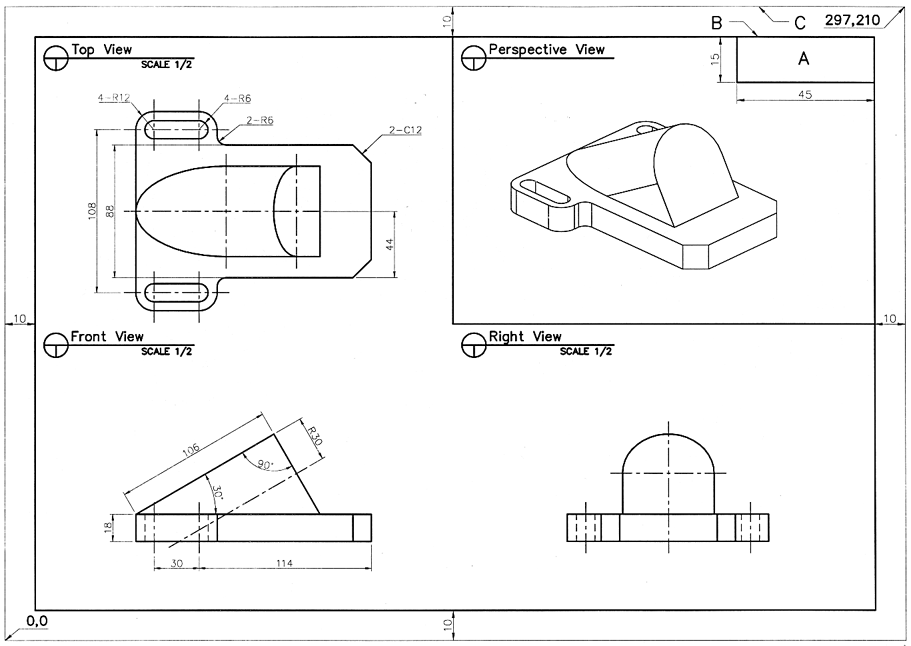 10
B
C
297,210
Top View
SCALE 1/2
Perspective View
15
A
45
4-R12
4-R6
2-R6
2-C12
108
88
44
10
10
Front View
SCALE 1/2
Right View
SCALE 1/2
106
R30
90°
30°
18
30
114
0,0
10